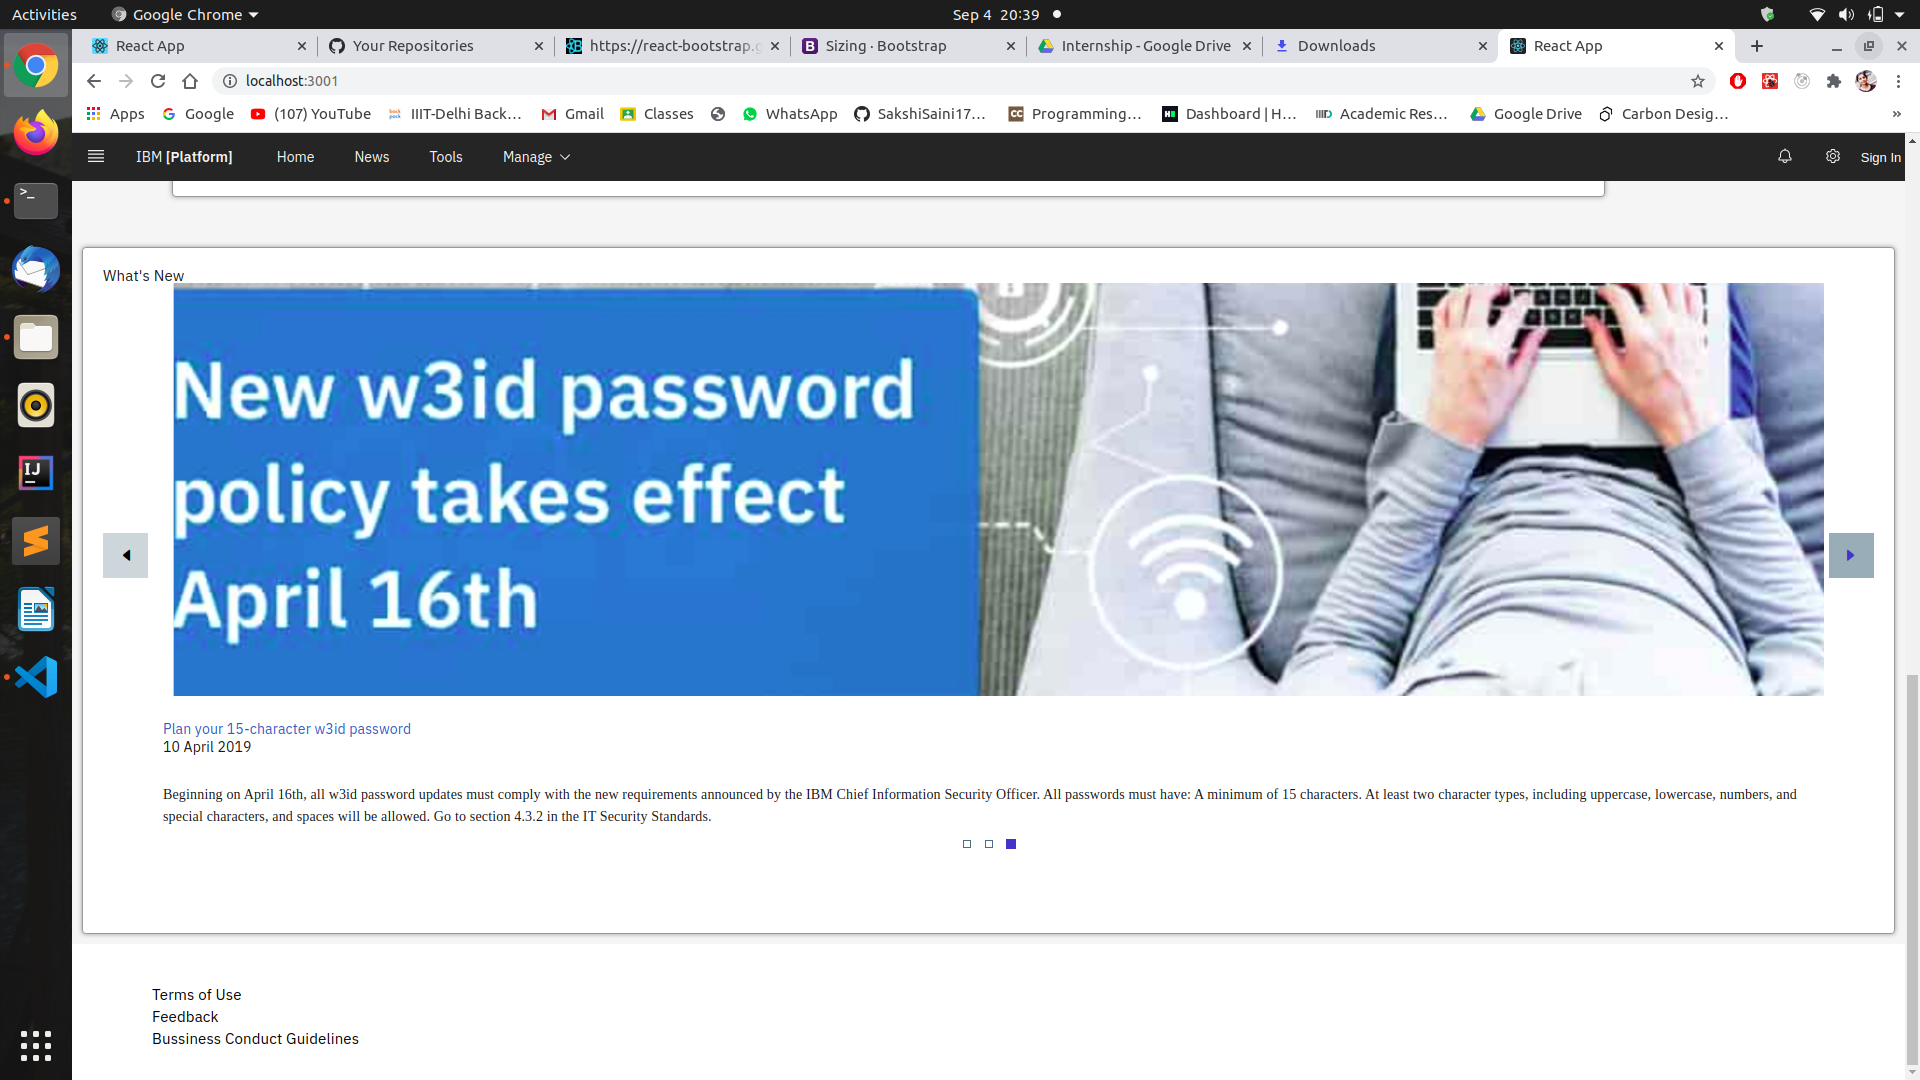 Activities
Google Chrome
Sep 4 20:39
React App
Your Repositories
https://react-bootstrap.g
Sizing · Bootstrap
Internship - Google Drive
Downloads
React App
localhost:3001
Apps
Google
(107) YouTube
IIIT-Delhi Back...
Gmail
Classes
WhatsApp
SakshiSaini17...
Programming...
Dashboard | H...
Academic Res...
Google Drive
Carbon Desig...
»
IBM [Platform]
Home
News
Tools
Manage
Sign In
What's New
New w3id password
policy takes effect
April 16th
Plan your 15-character w3id password
10 April 2019
Beginning on April 16th, all w3id password updates must comply with the new requirements announced by the IBM Chief Information Security Officer. All passwords must have: A minimum of 15 characters. At least two character types, including uppercase, lowercase, numbers, and
special characters, and spaces will be allowed. Go to section 4.3.2 in the IT Security Standards.
Terms of Use
Feedback
Bussiness Conduct Guidelines